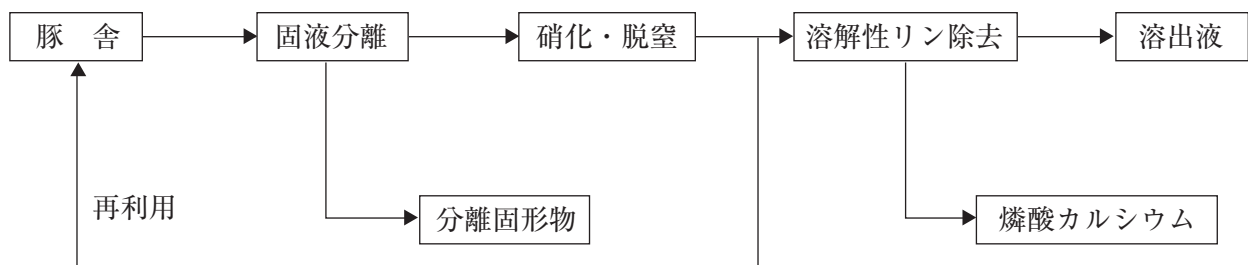 豚 舎
固液分離
硝化・脱窒
溶解性リン除去
溶出液
再利用
分離固形物
燐酸カルシウム